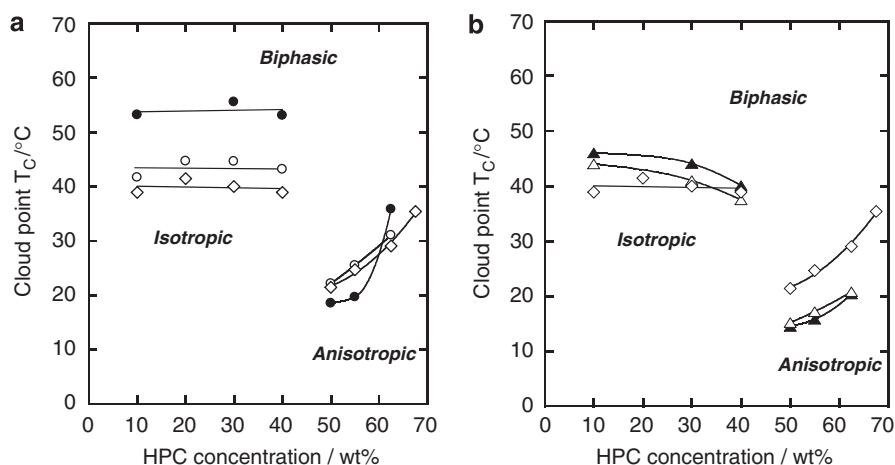 a
70
60
50
40
30
20
10
0
Cloud point T_C/°C
Biphasic
Isotropic
Anisotropic
0 10 20 30 40 50 60 70
HPC concentration / wt%
b
70
60
50
40
30
20
10
0
Cloud point T_C/°C
Biphasic
Isotropic
Anisotropic
0 10 20 30 40 50 60 70
HPC concentration / wt%